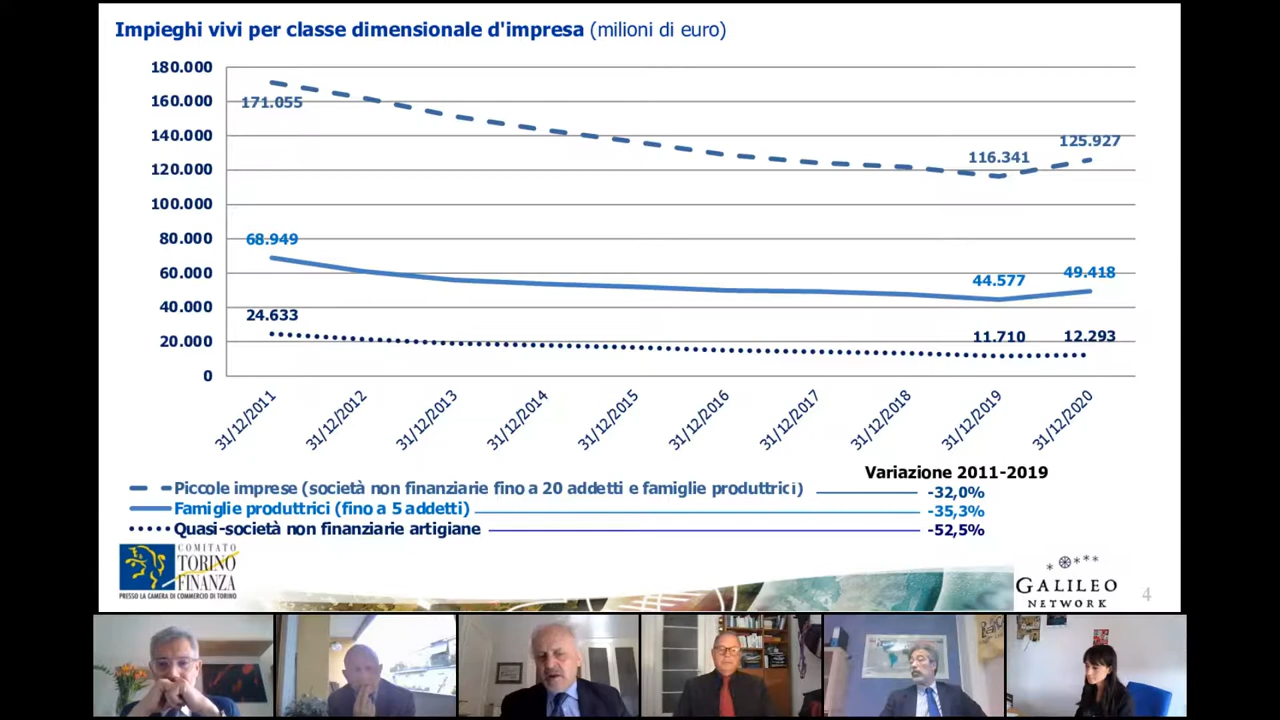 Impieghi vivi per classe dimensionale d'impresa (milioni di euro)
180.000
160.000
140.000
120.000
100.000
80.000
60.000
40.000
20.000
0
171.055
116.341
125.927
68.949
44.577
49.418
24.633
11.710
12.293
31/12/2011
31/12/2012
31/12/2013
31/12/2014
31/12/2015
31/12/2016
31/12/2017
31/12/2018
31/12/2019
31/12/2020
Variazione 2011-2019
Piccole imprese (società non finanziarie fino a 20 addetti e famiglie produttrici) -32,0%
Famiglie produttrici (fino a 5 addetti) -35,3%
Quasi-società non finanziarie artigiane -52,5%
COMITATO
TORINO
FINANZA
PRESSO LA CAMERA DI COMMERCIO DI TORINO
GALILEO
NETWORK
4